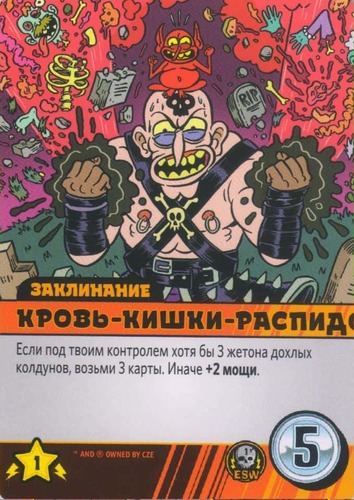 RIP
ЗАКЛИНАНИЕ
КРОВЬ-КИШКИ-РАСПИДО
Если под твоим контролем хотя бы 3 жетона дохлых
колдунов, возьми 3 карты. Иначе +2 мощи.
1
™ AND ® OWNED BY CZE
ESW
5